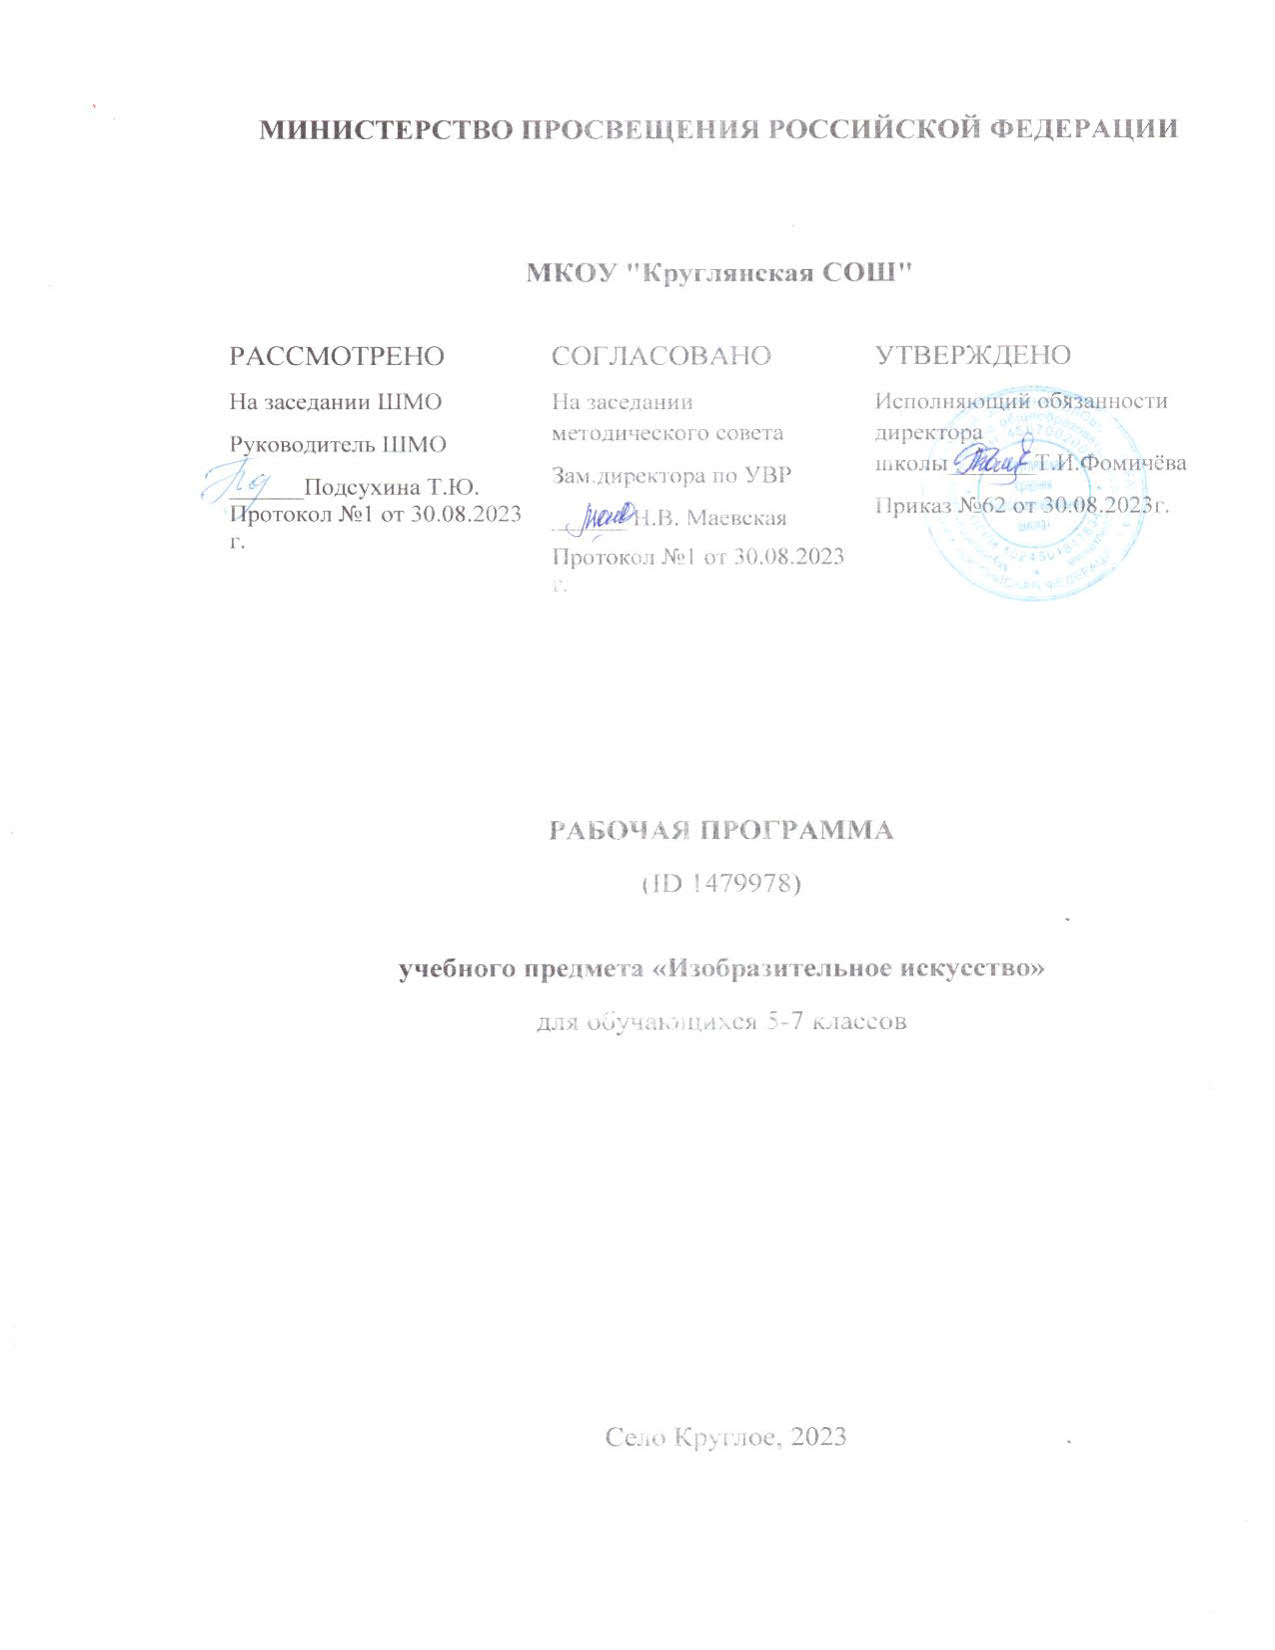 МИНИСТЕРСТВО ПРОСВЕЩЕНИЯ РОССИЙСКОЙ ФЕДЕРАЦИИ
МКОУ "Круглянская СОШ"
РАССМОТРЕНО
На заседании ШМО
Руководитель ШМО
______Подсухина Т.Ю.
Протокол №1 от 30.08.2023
г.
СОГЛАСОВАНО
На заседании
методического совета
Зам.директора по УВР
______Н.В. Маевская
Протокол №1 от 30.08.2023
г.
УТВЕРЖДЕНО
Исполняющий обязанности
директора
школы_______Т.И.Фомичёва
Приказ №62 от 30.08.2023г.
РАБОЧАЯ ПРОГРАММА
(ID 1479978)
учебного предмета «Изобразительное искусство»
для обучающихся 5-7 классов
Село Круглое, 2023